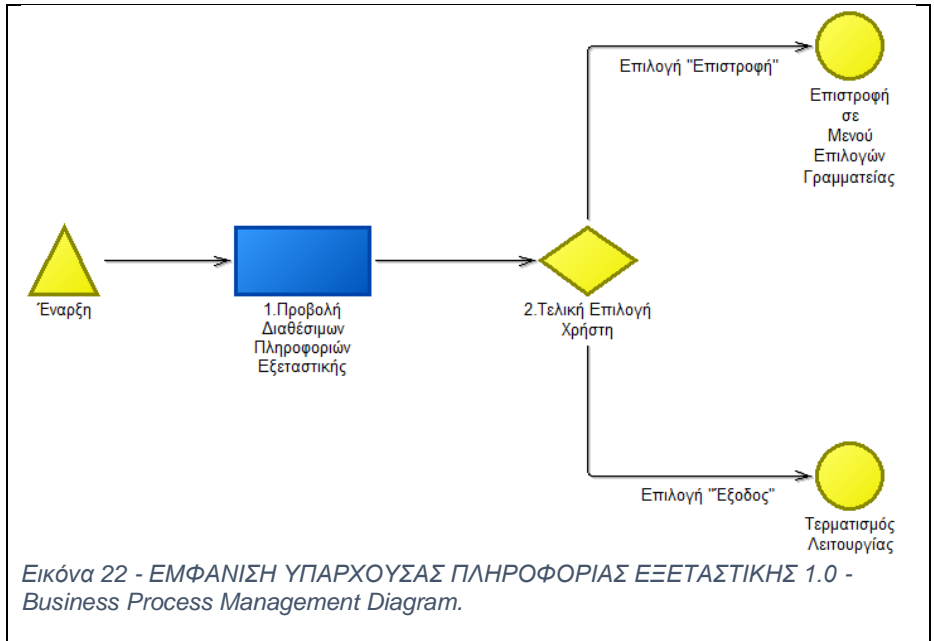 Επιλογή "Επιστροφή"
Επιστροφή
σε
Μενού
Επιλογών
Γραμματείας
Έναρξη
1.Προβολή
Διαθέσιμων
Πληροφοριών
Εξεταστικής
2.Τελική Επιλογή
Χρήστη
Επιλογή "Έξοδος"
Τερματισμός
Λειτουργίας
Εικόνα 22 - ΕΜΦΑΝΙΣΗ ΥΠΑΡΧΟΥΣΑΣ ΠΛΗΡΟΦΟΡΙΑΣ ΕΞΕΤΑΣΤΙΚΗΣ 1.0 -
Business Process Management Diagram.